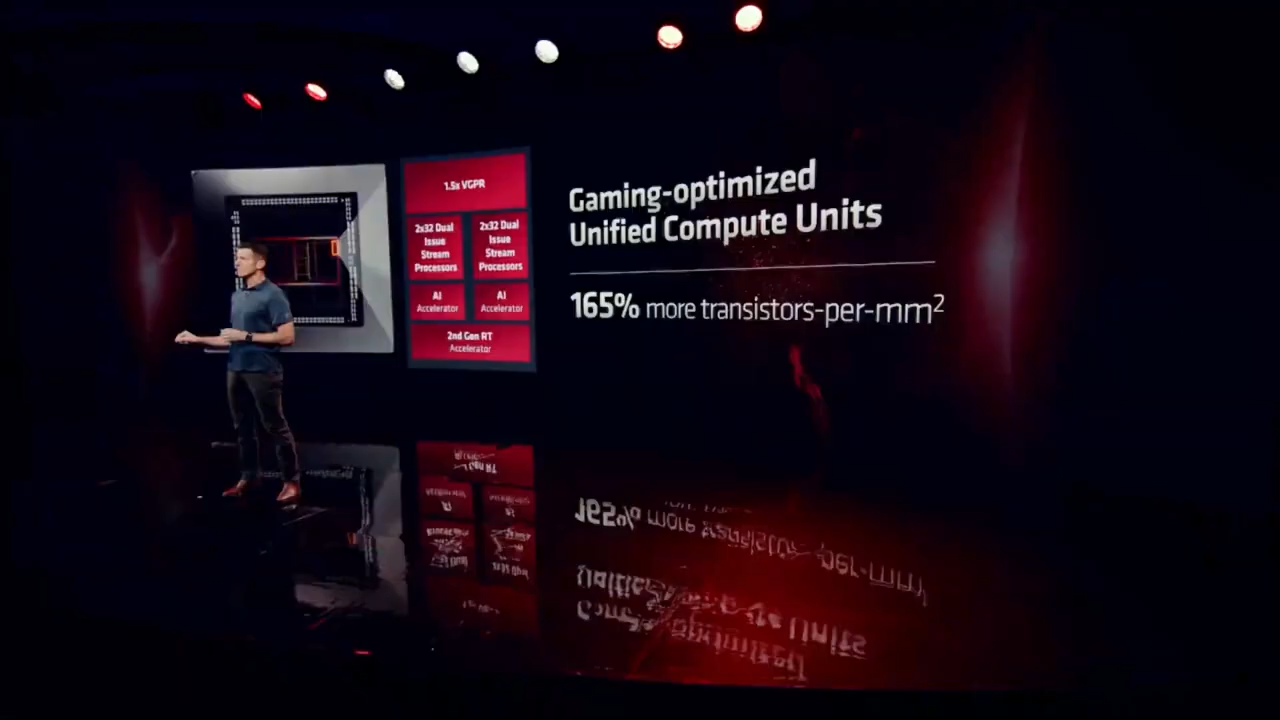 1.5x VGPR
2x32 Dual
Issue
Stream
Processors
2x32 Dual
Issue
Stream
Processors
AI
Accelerator
AI
Accelerator
2nd Gen RT
Accelerator
Gaming-optimized
Unified Compute Units
165% more transistors-per-mm²